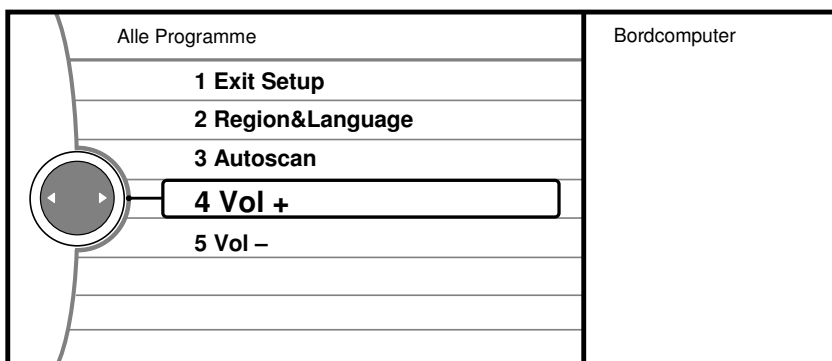 Alle Programme
Bordcomputer
1 Exit Setup
2 Region&Language
3 Autoscan
4 Vol +
5 Vol –